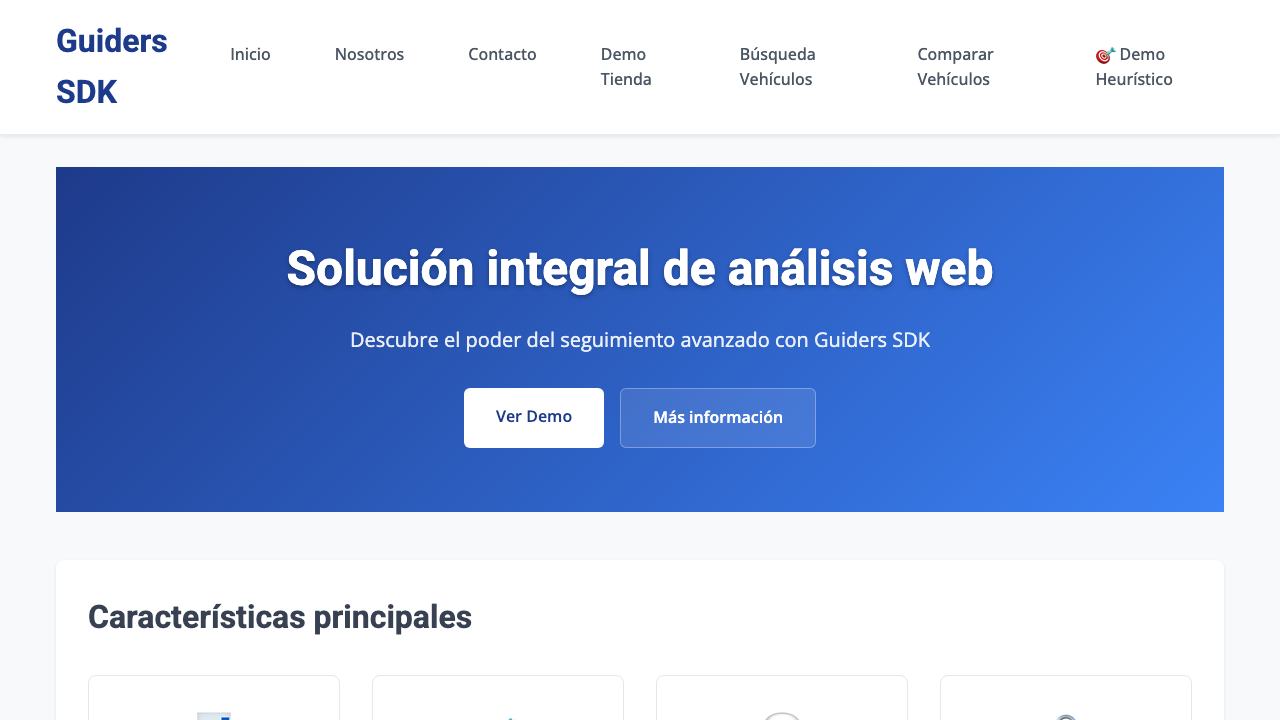 Guiders
SDK
Inicio
Nosotros
Contacto
Demo
Tienda
Búsqueda
Vehículos
Comparar
Vehículos
🎯 Demo
Heurístico
Solución integral de análisis web
Descubre el poder del seguimiento avanzado con Guiders SDK
Ver Demo
Más información
Características principales